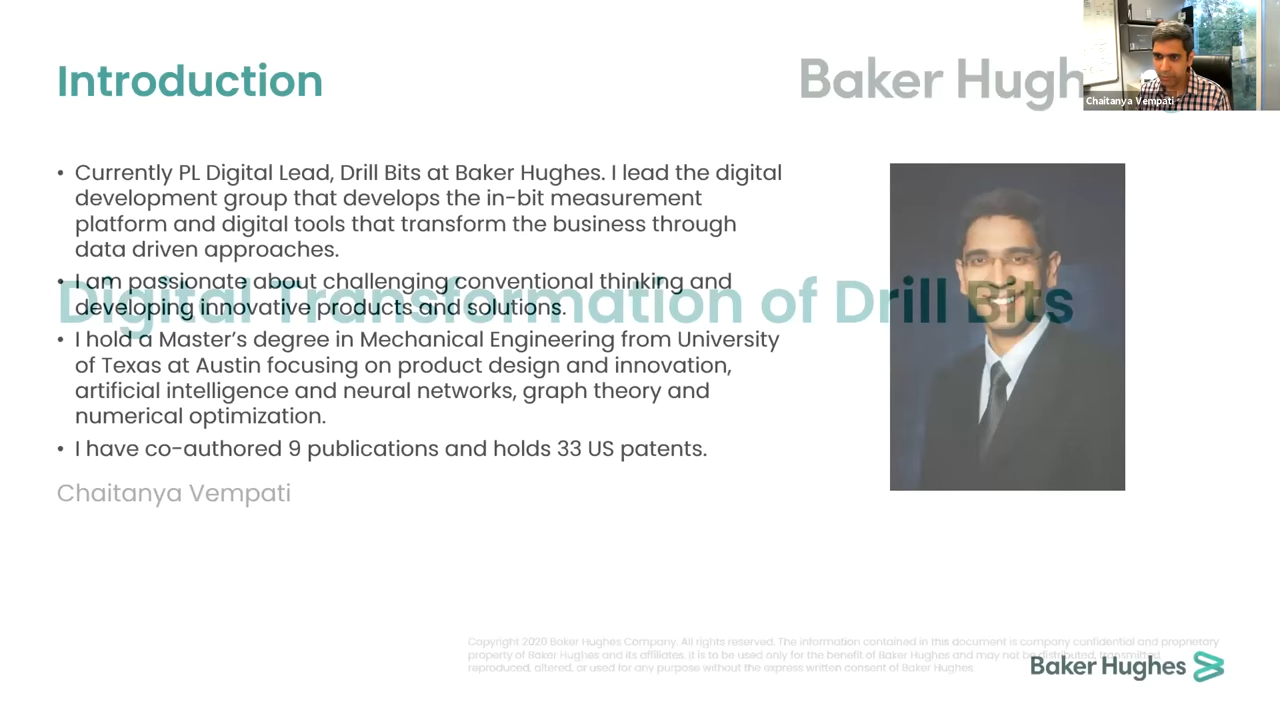 Introduction
Baker Hugh
Chaitanya Vempati
• Currently PL Digital Lead, Drill Bits at Baker Hughes. I lead the digital
development group that develops the in-bit measurement
platform and digital tools that transform the business through
data driven approaches.
• I am passionate about challenging conventional thinking and
developing innovative products and solutions.
Digital Transformation of Drill Bits
• I hold a Master's degree in Mechanical Engineering from University
of Texas at Austin focusing on product design and innovation,
artificial intelligence and neural networks, graph theory and
numerical optimization.
• I have co-authored 9 publications and holds 33 US patents.
Chaitanya Vempati
Copyright 2020 Baker Hughes Company. All rights reserved. The information contained in this document is company confidential and proprietary
property of Baker Hughes and its affiliates. It is to be used only for the benefit of Baker Hughes and may not be distributed, transmitted,
reproduced, altered, or used for any purpose without the express written consent of Baker Hughes.
Baker Hughes